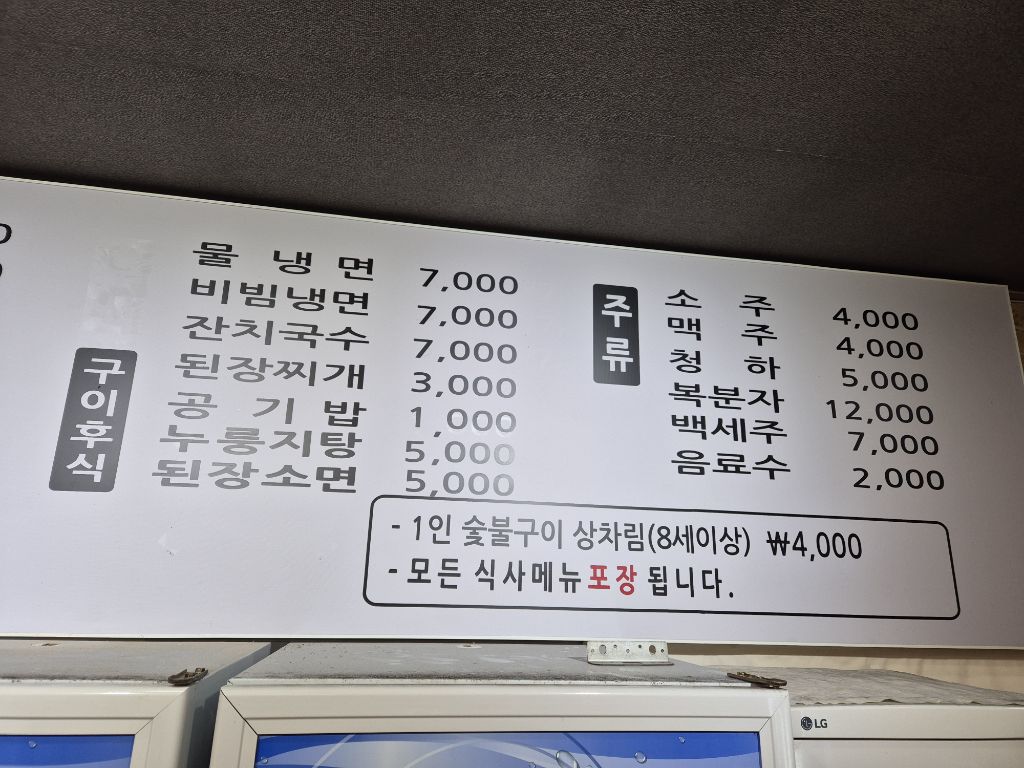 물냉면 7,000
비빔냉면 7,000
잔치국수 7,000
구이후식
된장찌개 3,000
공기밥 1,000
누룽지탕 5,000
된장소면 5,000
주류
소주 4,000
맥주 4,000
청하 5,000
복분자 12,000
백세주 7,000
음료수 2,000
- 1인 숯불구이 상차림(8세이상) ₩4,000
- 모든 식사메뉴 포장 됩니다.
LG